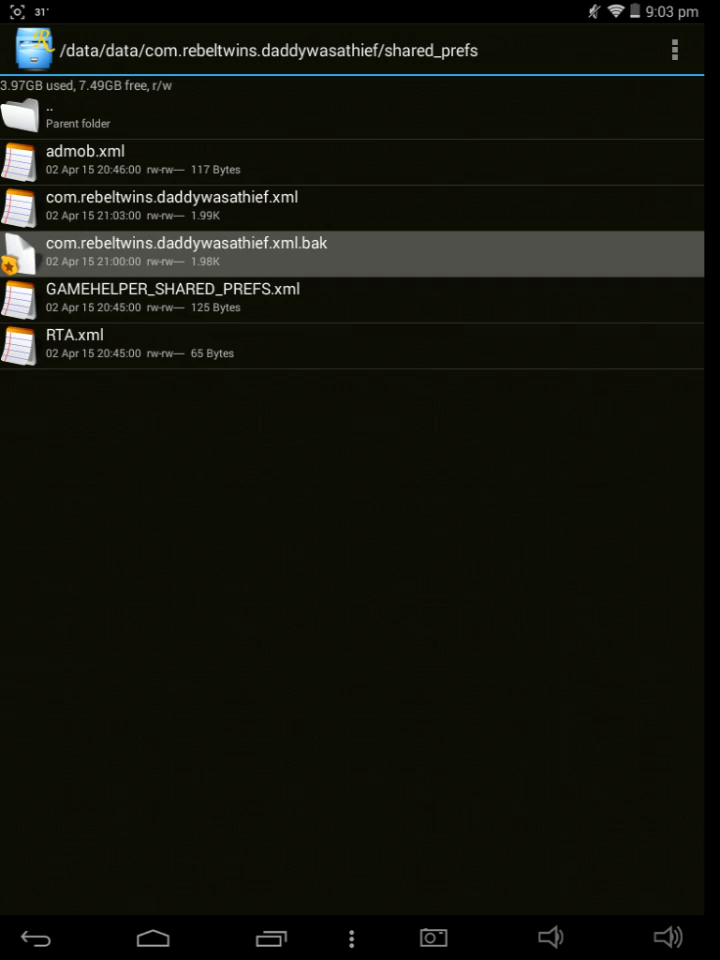 31°
9:03 pm
R
/data/data/com.rebeltwins.daddywasathief/shared_prefs
3.97GB used, 7.49GB free, r/w
..
Parent folder
admob.xml
02 Apr 15 20:46:00 rw-rw— 117 Bytes
com.rebeltwins.daddywasathief.xml
02 Apr 15 21:03:00 rw-rw— 1.99K
com.rebeltwins.daddywasathief.xml.bak
02 Apr 15 21:00:00 rw-rw— 1.98K
GAMEHELPER_SHARED_PREFS.xml
02 Apr 15 20:45:00 rw-rw— 125 Bytes
RTA.xml
02 Apr 15 20:45:00 rw-rw— 65 Bytes